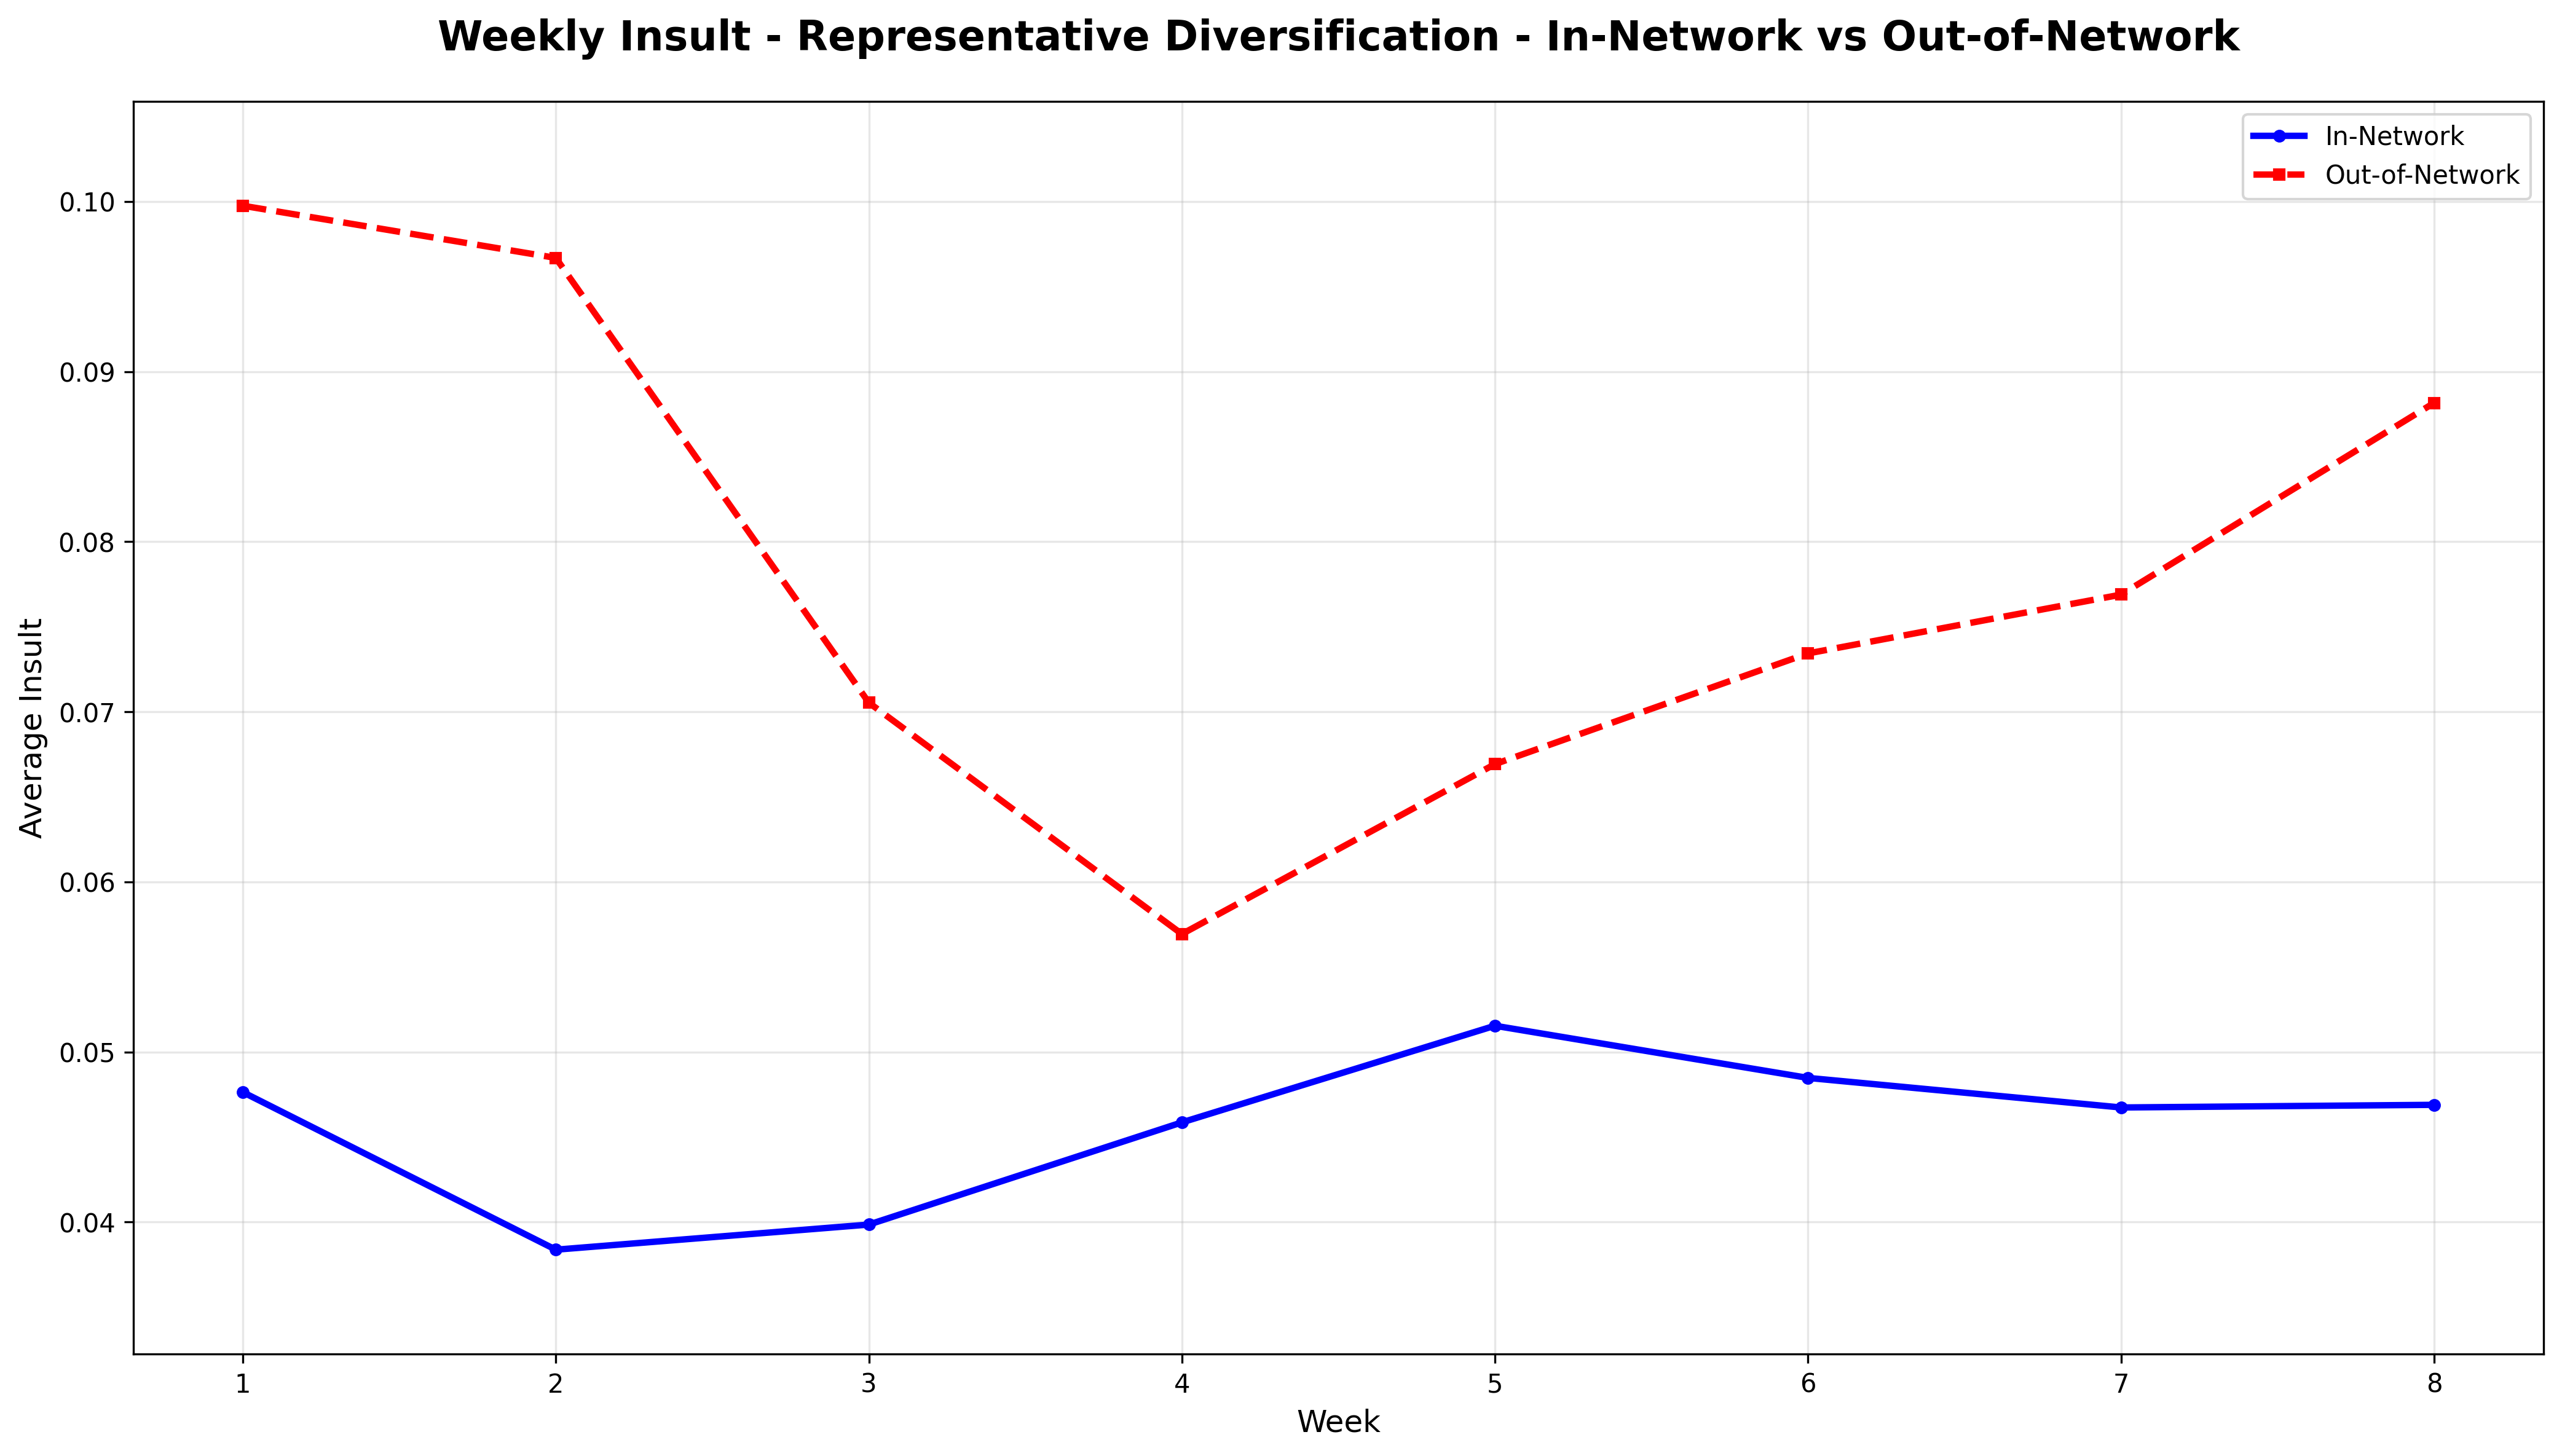 Weekly Insult - Representative Diversification - In-Network vs Out-of-Network
In-Network
Out-of-Network
0.10
0.09
0.08
0.07
0.06
0.05
0.04
Average Insult
1 2 3 4 5 6 7 8
Week